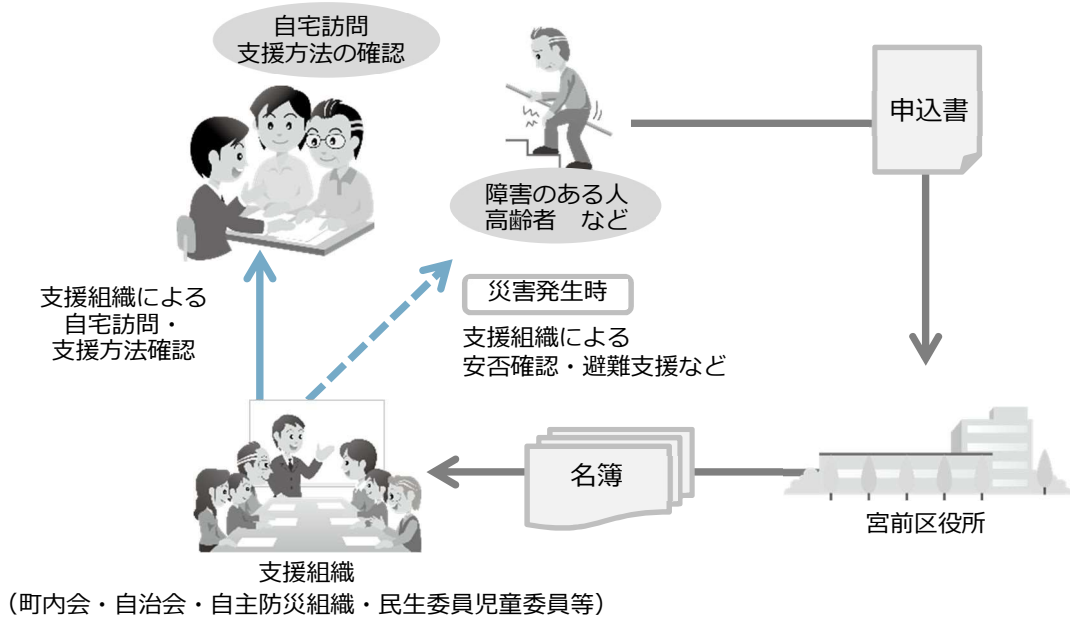 自宅訪問
支援方法の確認
障害のある人
高齢者　など
申込書
支援組織による
自宅訪問・
支援方法確認
災害発生時
支援組織による
安否確認・避難支援など
名簿
宮前区役所
支援組織
（町内会・自治会・自主防災組織・民生委員児童委員等）